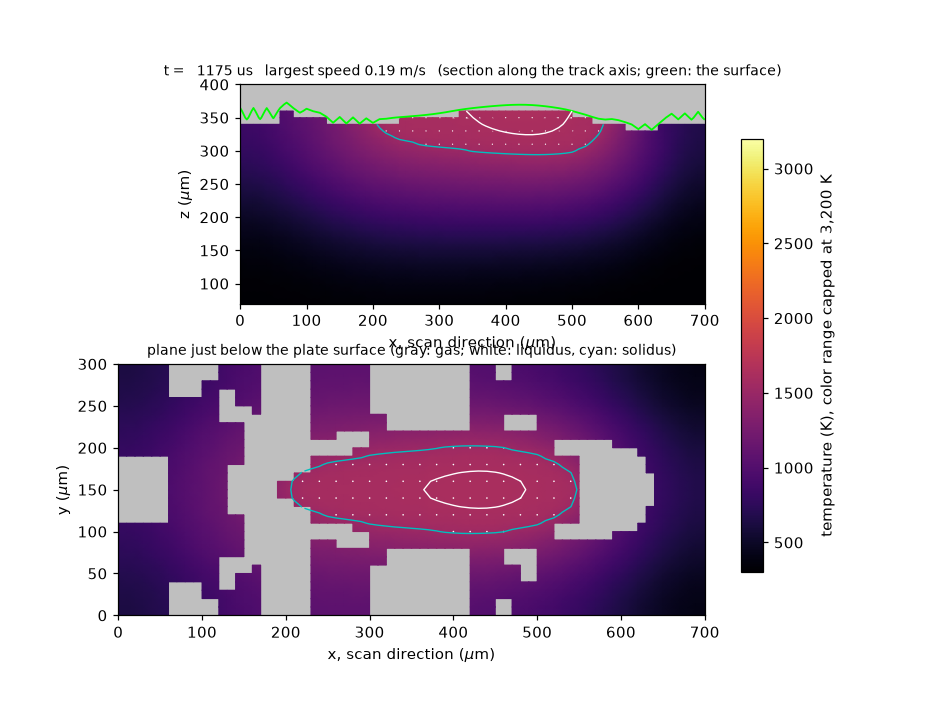 t =   1175 us   largest speed 0.19 m/s   (section along the track axis; green: the surface)
400
350
300
250
200
150
100
z (μm)
0 100 200 300 400 500 600 700
x, scan direction (μm)
plane just below the plate surface (gray: gas; white: liquidus, cyan: solidus)
300
250
200
150
100
50
0
y (μm)
0 100 200 300 400 500 600 700
x, scan direction (μm)
3000
2500
2000
1500
1000
500
temperature (K), color range capped at 3,200 K